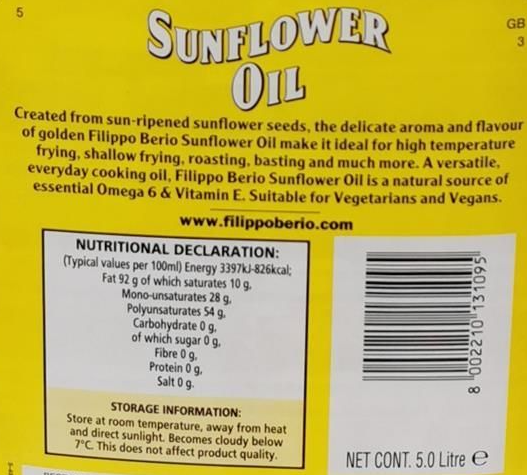 5
GB
3
SUNFLOWER
OIL
Created from sun-ripened sunflower seeds, the delicate aroma and flavour
of golden Filippo Berio Sunflower Oil make it ideal for high temperature
frying, shallow frying, roasting, basting and much more. A versatile,
everyday cooking oil, Filippo Berio Sunflower Oil is a natural source of
essential Omega 6 & Vitamin E. Suitable for Vegetarians and Vegans.
www.filippoberio.com
NUTRITIONAL DECLARATION:
(Typical values per 100ml) Energy 3397kJ-826kcal;
Fat 92 g of which saturates 10 g,
Mono-unsaturates 28 g,
Polyunsaturates 54 g,
Carbohydrate 0 g,
of which sugar 0 g,
Fibre 0 g,
Protein 0 g,
Salt 0 g.
STORAGE INFORMATION:
Store at room temperature, away from heat
and direct sunlight. Becomes cloudy below
7°C. This does not affect product quality.
8 002210 131095
NET CONT. 5.0 Litre e